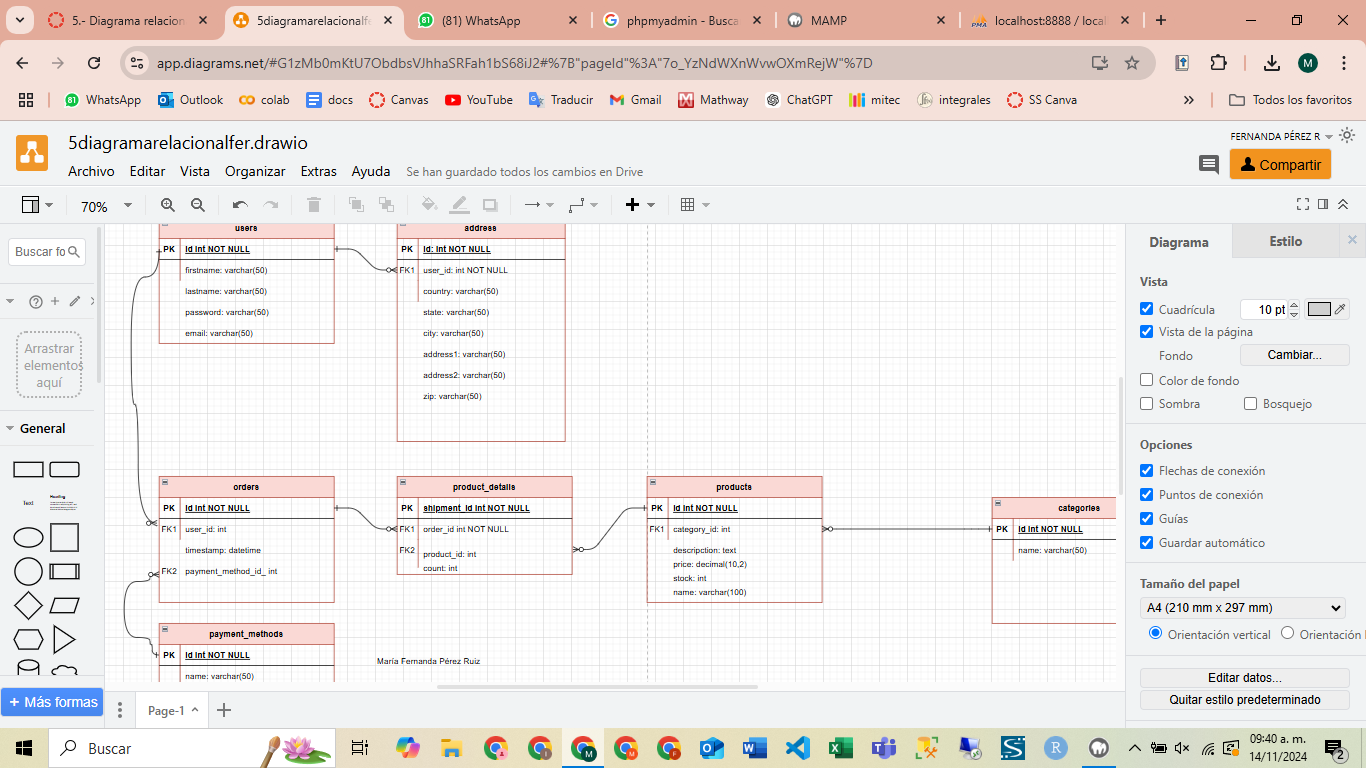 5.- Diagrama relacion
5diagramarelacionalfe
(81) WhatsApp
phpmyadmin - Busca
MAMP
localhost:8888 / loca
app.diagrams.net/#G1zMb0mKtU7ObdbsVJhhaSRFah1bS68iJ2#%7B"pageId"%3A"7o_YzNdWXnWvwOXmRejW"%7D
M
WhatsApp
Outlook
colab
docs
Canvas
YouTube
Traducir
Gmail
Mathway
ChatGPT
mitec
integrales
SS Canva
Todos los favoritos
5diagramarelacionalfer.drawio
FERNANDA PÉREZ R
Archivo
Editar
Vista
Organizar
Extras
Ayuda
Se han guardado todos los cambios en Drive
Compartir
70%
Buscar fo
Arrastrar
elementos
aquí
General
Text
Heading
+ Más formas
users
PK id int NOT NULL
firstname: varchar(50)
lastname: varchar(50)
password: varchar(50)
email: varchar(50)
address
PK id: int NOT NULL
FK1 user_id: int NOT NULL
country: varchar(50)
state: varchar(50)
city: varchar(50)
address1: varchar(50)
address2: varchar(50)
zip: varchar(50)
orders
PK id int NOT NULL
FK1 user_id: int
timestamp: datetime
FK2 payment_method_id_ int
product_details
PK shipment_id int NOT NULL
FK1 order_id int NOT NULL
FK2 product_id: int
count: int
products
PK id int NOT NULL
FK1 category_id: int
description: text
price: decimal(10,2)
stock: int
name: varchar(100)
categories
PK id int NOT NULL
name: varchar(50)
payment_methods
PK id int NOT NULL
name: varchar(50)
María Fernanda Pérez Ruiz
Diagrama
Estilo
Vista
Cuadrícula
10 pt
Vista de la página
Fondo
Cambiar...
Color de fondo
Sombra
Bosquejo
Opciones
Flechas de conexión
Puntos de conexión
Guías
Guardar automático
Tamaño del papel
A4 (210 mm x 297 mm)
Orientación vertical
Orientación
Editar datos...
Quitar estilo predeterminado
Page-1
Buscar
09:40 a. m.
14/11/2024
2